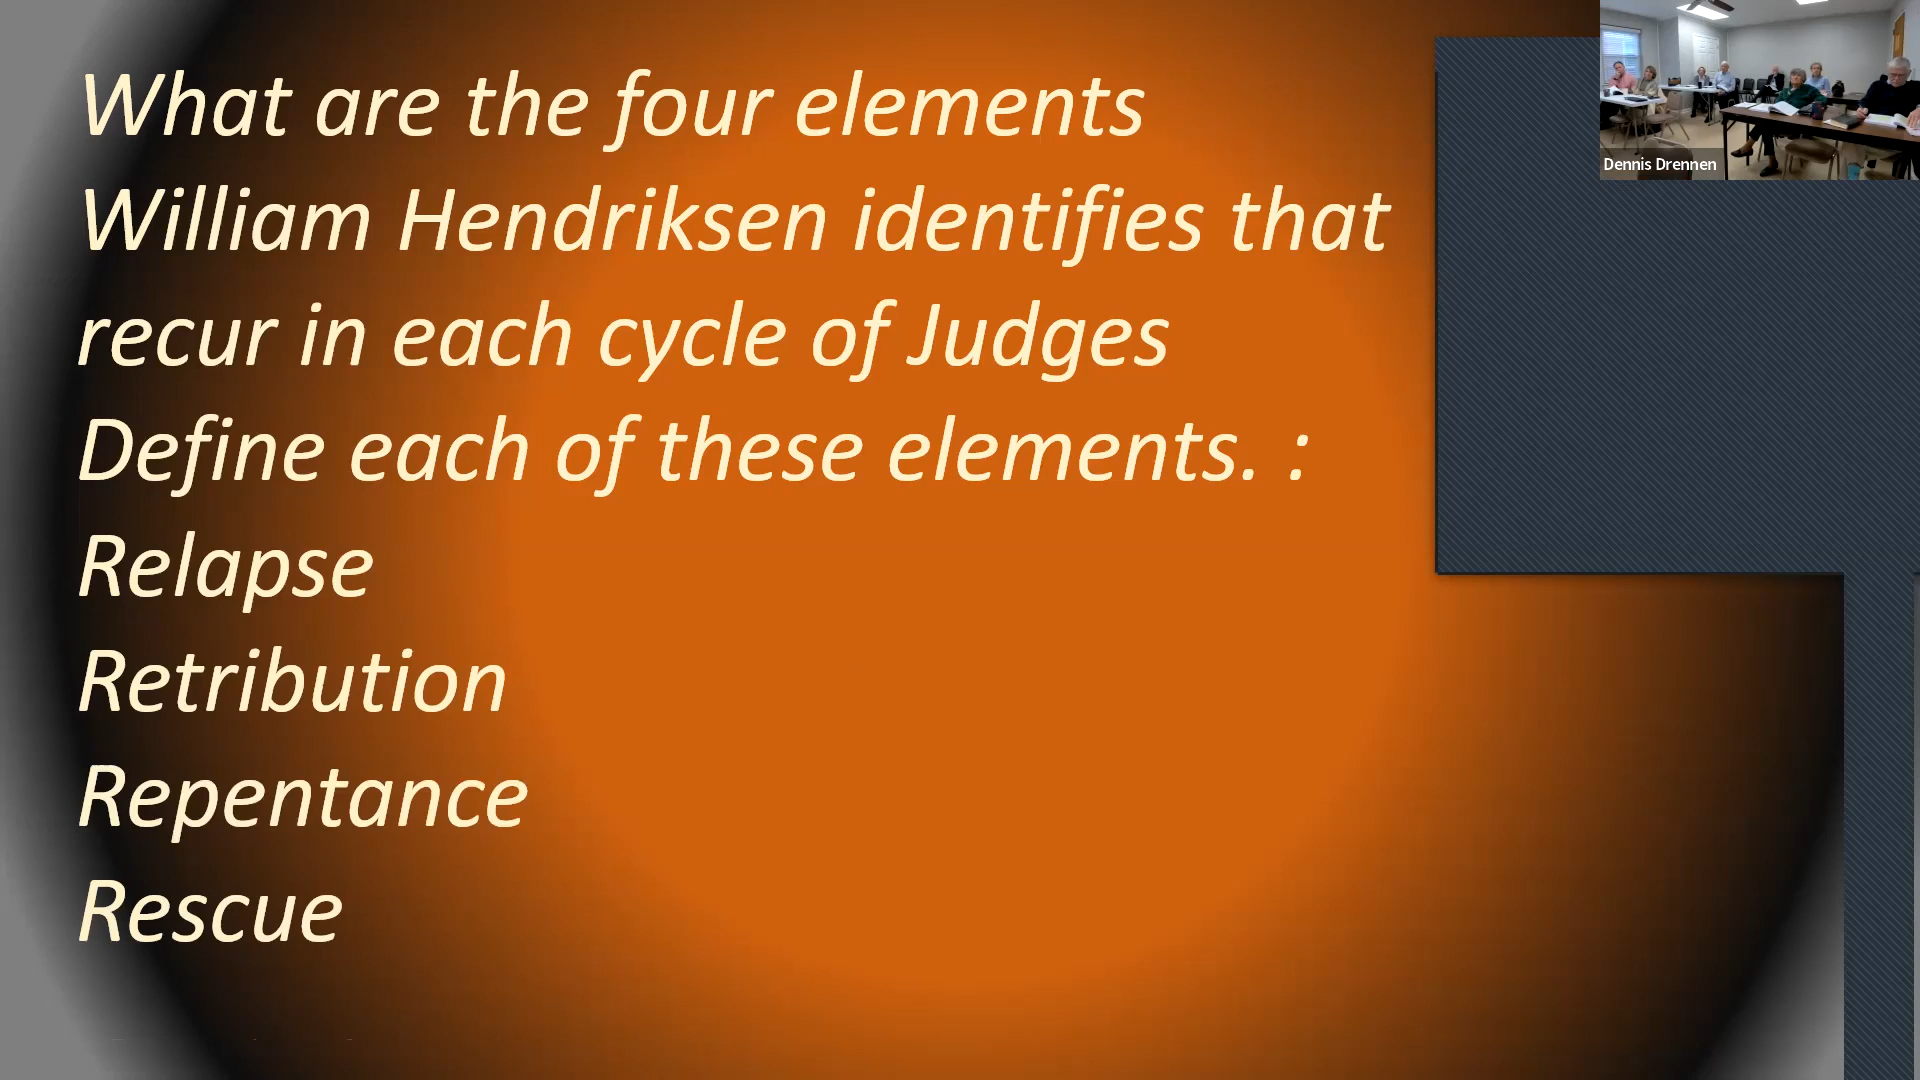 What are the four elements
William Hendriksen identifies that
recur in each cycle of Judges
Define each of these elements. :
Relapse
Retribution
Repentance
Rescue
Dennis Drennen